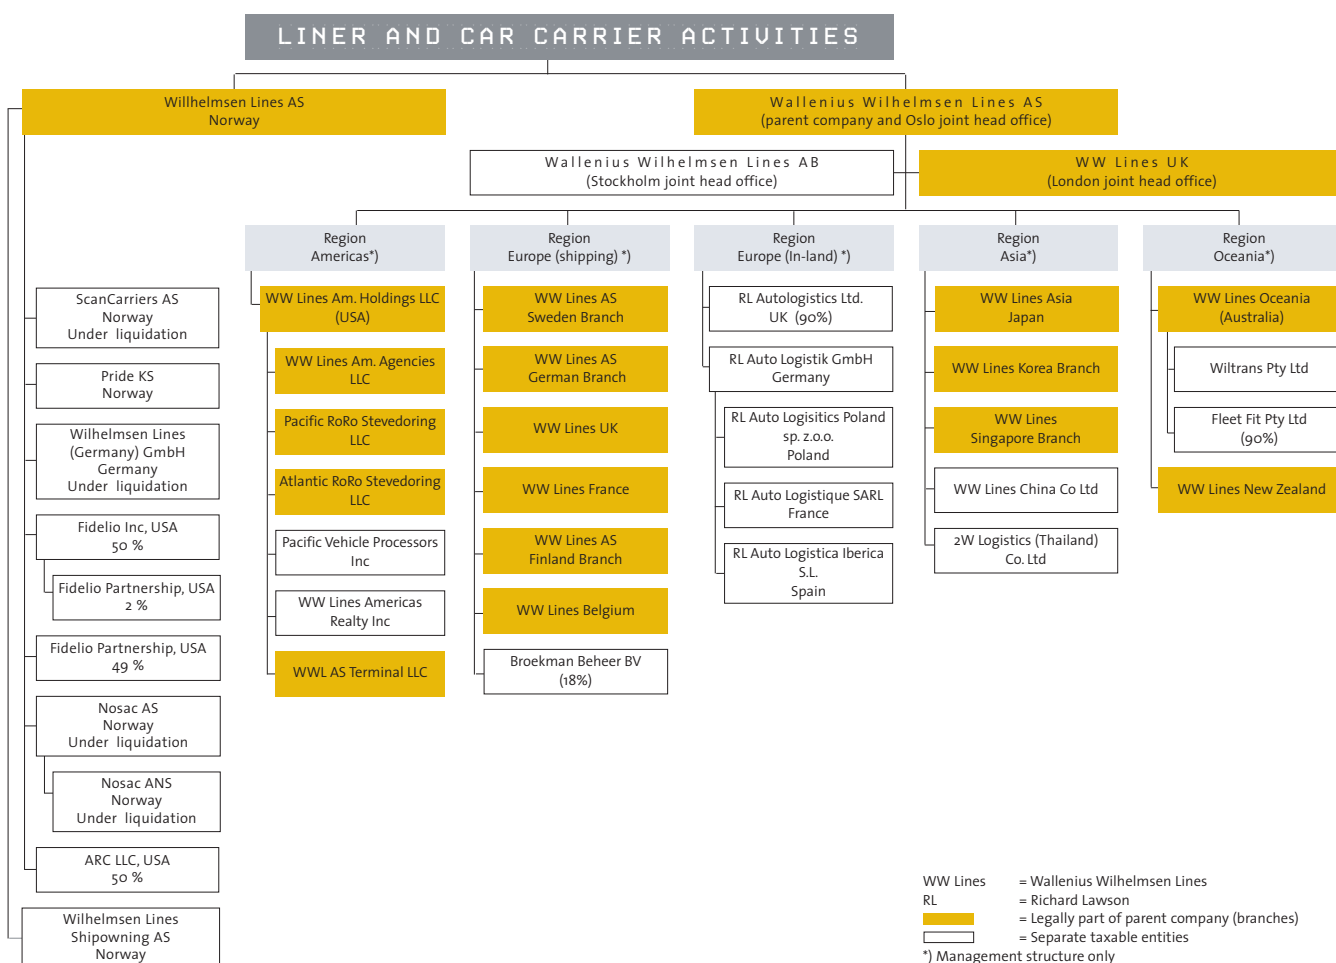 LINER AND CAR CARRIER ACTIVITIES
Willhelmsen Lines AS
Norway
Wallenius Wilhelmsen Lines AS
(parent company and Oslo joint head office)
Wallenius Wilhelmsen Lines AB
(Stockholm joint head office)
WW Lines UK
(London joint head office)
Region
Americas*)
Region
Europe (shipping) *)
Region
Europe (In-land) *)
Region
Asia*)
Region
Oceania*)
ScanCarriers AS
Norway
Under liquidation
Pride KS
Norway
Wilhelmsen Lines
(Germany) GmbH
Germany
Under liquidation
Fidelio Inc, USA
50 %
Fidelio Partnership, USA
2 %
Fidelio Partnership, USA
49 %
Nosac AS
Norway
Under liquidation
Nosac ANS
Norway
Under liquidation
ARC LLC, USA
50 %
Wilhelmsen Lines
Shipowning AS
Norway
WW Lines Am. Holdings LLC
(USA)
WW Lines Am. Agencies
LLC
Pacific RoRo Stevedoring
LLC
Atlantic RoRo Stevedoring
LLC
Pacific Vehicle Processors
Inc
WW Lines Americas
Realty Inc
WWL AS Terminal LLC
WW Lines AS
Sweden Branch
WW Lines AS
German Branch
WW Lines UK
WW Lines France
WW Lines AS
Finland Branch
WW Lines Belgium
Broekman Beheer BV
(18%)
RL Autologistics Ltd.
UK (90%)
RL Auto Logistik GmbH
Germany
RL Auto Logisitics Poland
sp. z.o.o.
Poland
RL Auto Logistique SARL
France
RL Auto Logistica Iberica
S.L.
Spain
WW Lines Asia
Japan
WW Lines Korea Branch
WW Lines
Singapore Branch
WW Lines China Co Ltd
2W Logistics (Thailand)
Co. Ltd
WW Lines Oceania
(Australia)
Wiltrans Pty Ltd
Fleet Fit Pty Ltd
(90%)
WW Lines New Zealand
WW Lines = Wallenius Wilhelmsen Lines
RL = Richard Lawson
= Legally part of parent company (branches)
= Separate taxable entities
*) Management structure only